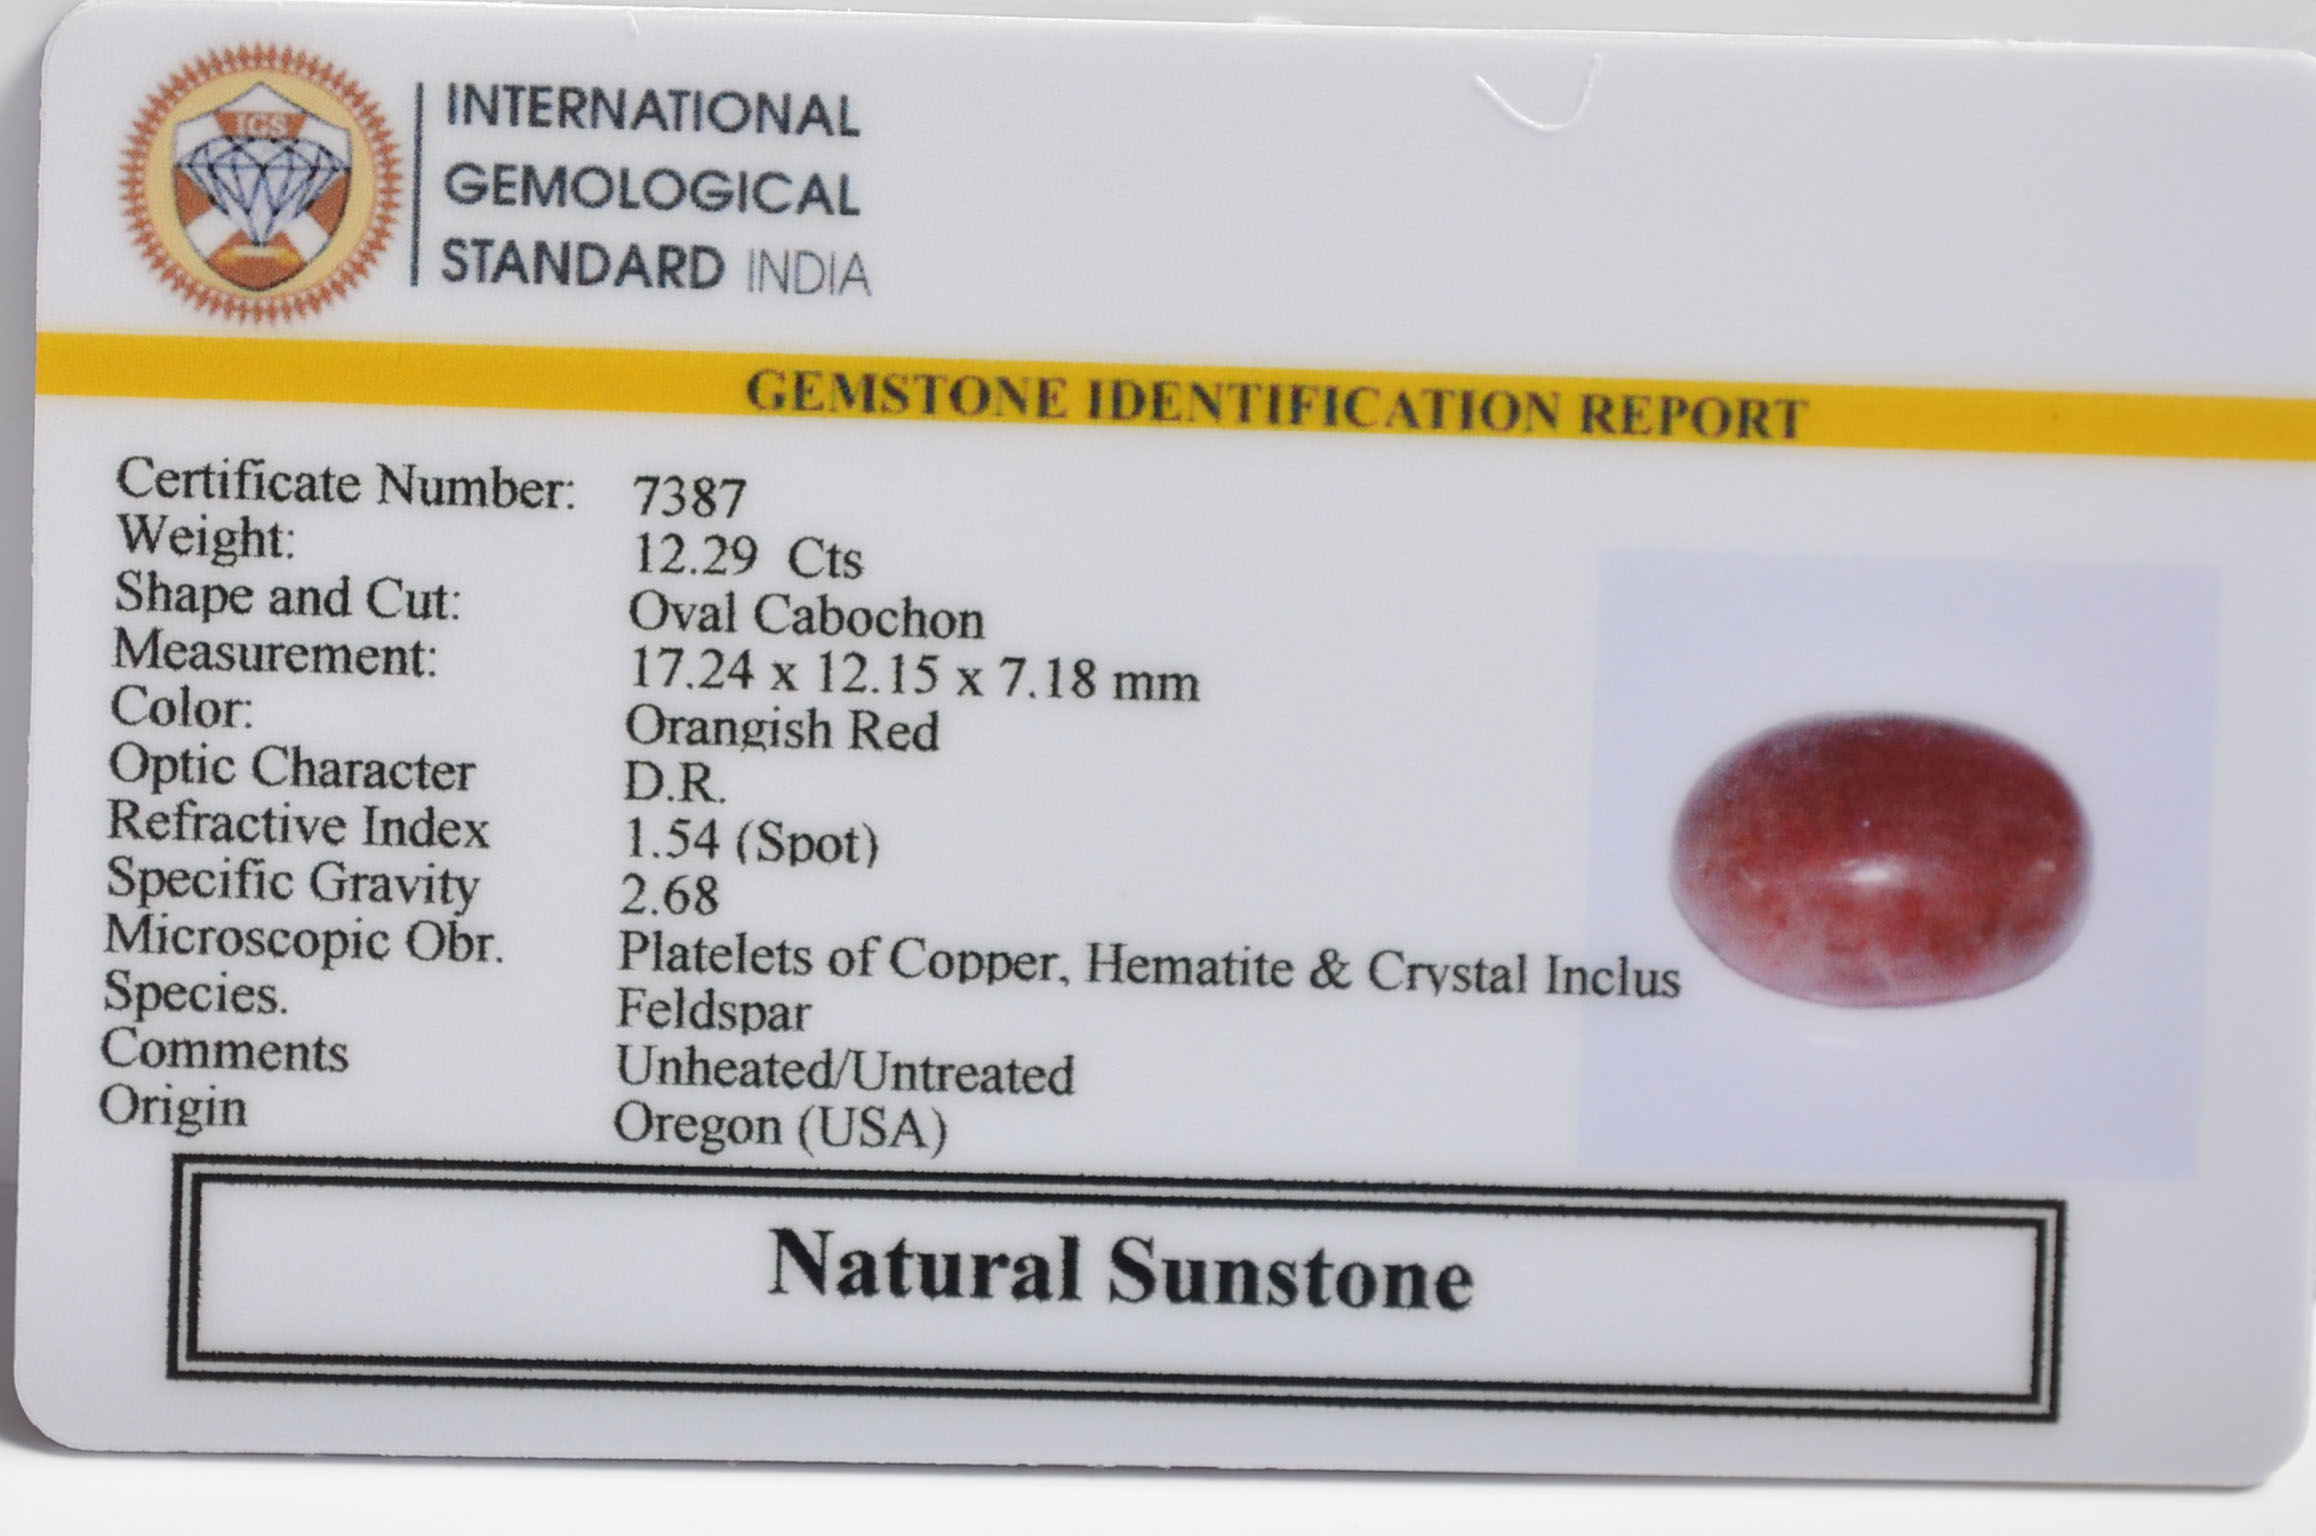 IGS
INTERNATIONAL
GEMOLOGICAL
STANDARD INDIA
GEMSTONE IDENTIFICATION REPORT
Certificate Number: 7387
Weight: 12.29 Cts
Shape and Cut: Oval Cabochon
Measurement: 17.24 x 12.15 x 7.18 mm
Color: Orangish Red
Optic Character D.R.
Refractive Index 1.54 (Spot)
Specific Gravity 2.68
Microscopic Obr. Platelets of Copper, Hematite & Crystal Inclus
Species. Feldspar
Comments Unheated/Untreated
Origin Oregon (USA)
Natural Sunstone